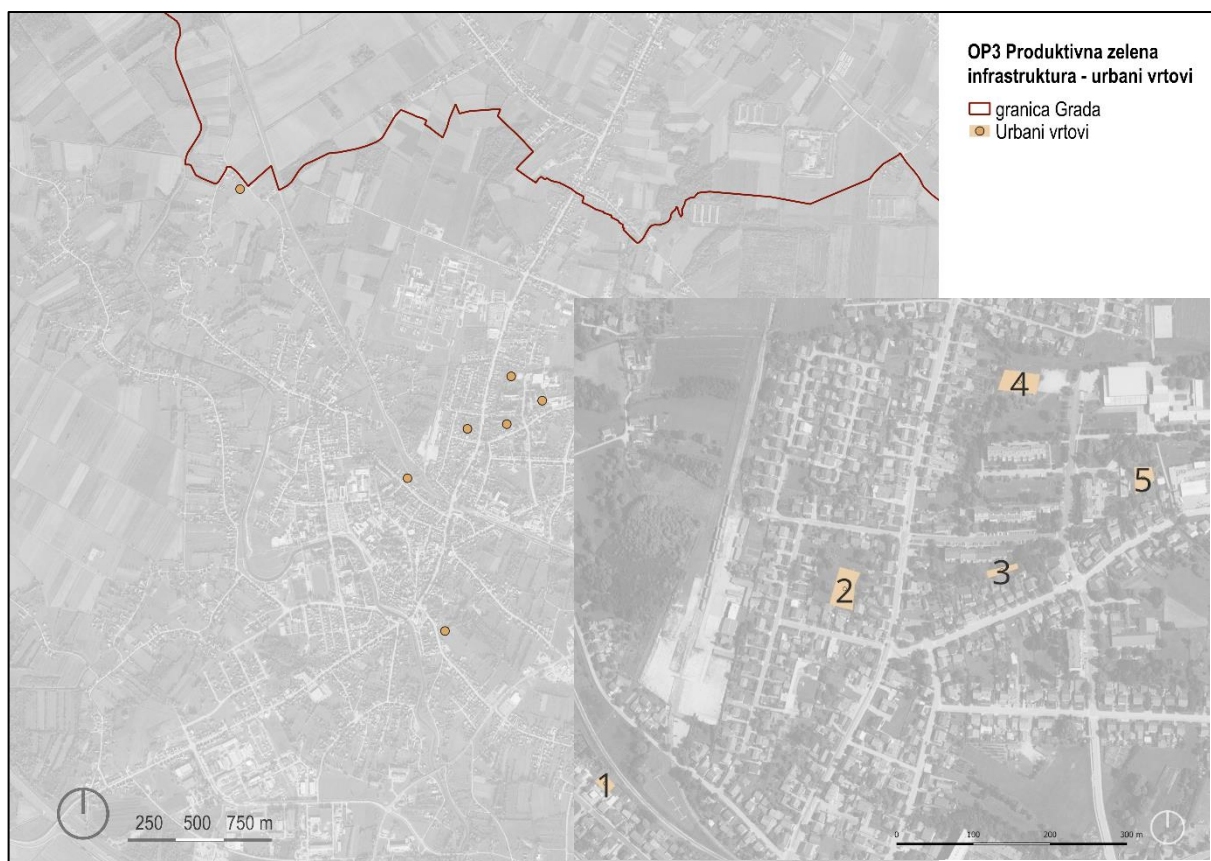 OP3 Produktivna zelena
infrastruktura - urbani vrtovi
granica Grada
Urbani vrtovi
4
5
3
2
1
250 500 750 m
0 100 200 300 m